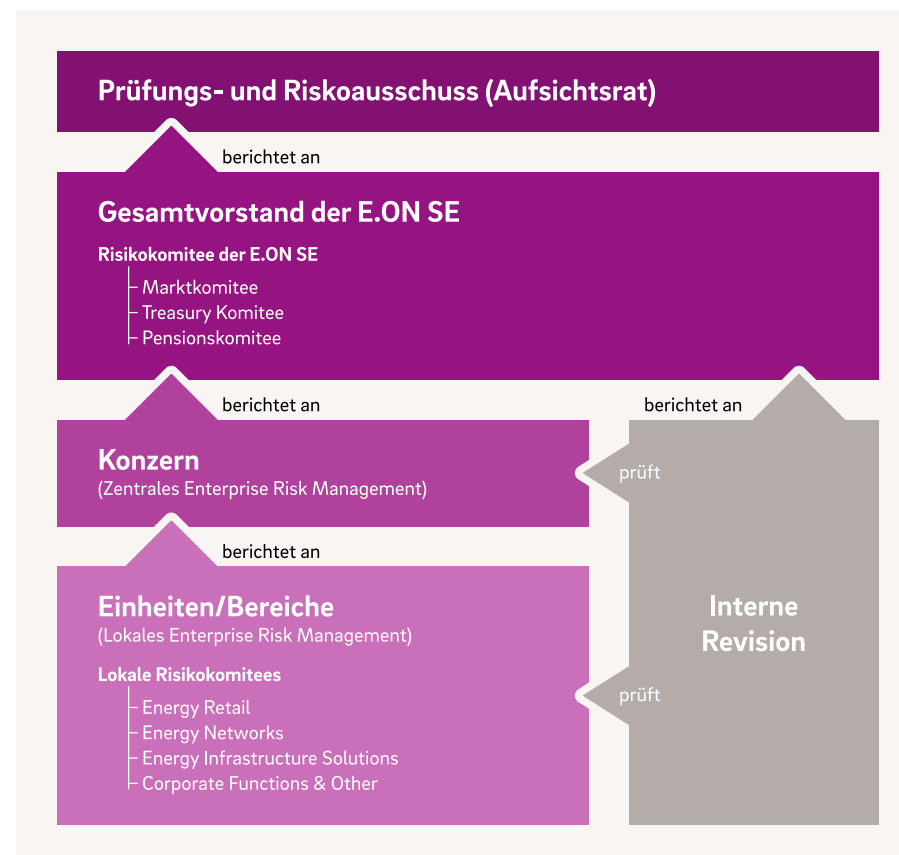 Prüfungs- und Riskoausschuss (Aufsichtsrat)
berichtet an
Gesamtvorstand der E.ON SE
Risikokomitee der E.ON SE
Marktkomitee
Treasury Komitee
Pensionskomitee
berichtet an
berichtet an
Konzern
(Zentrales Enterprise Risk Management)
prüft
berichtet an
Einheiten/Bereiche
(Lokales Enterprise Risk Management)
Lokale Risikokomitees
Energy Retail
Energy Networks
Energy Infrastructure Solutions
Corporate Functions & Other
Interne
Revision
prüft